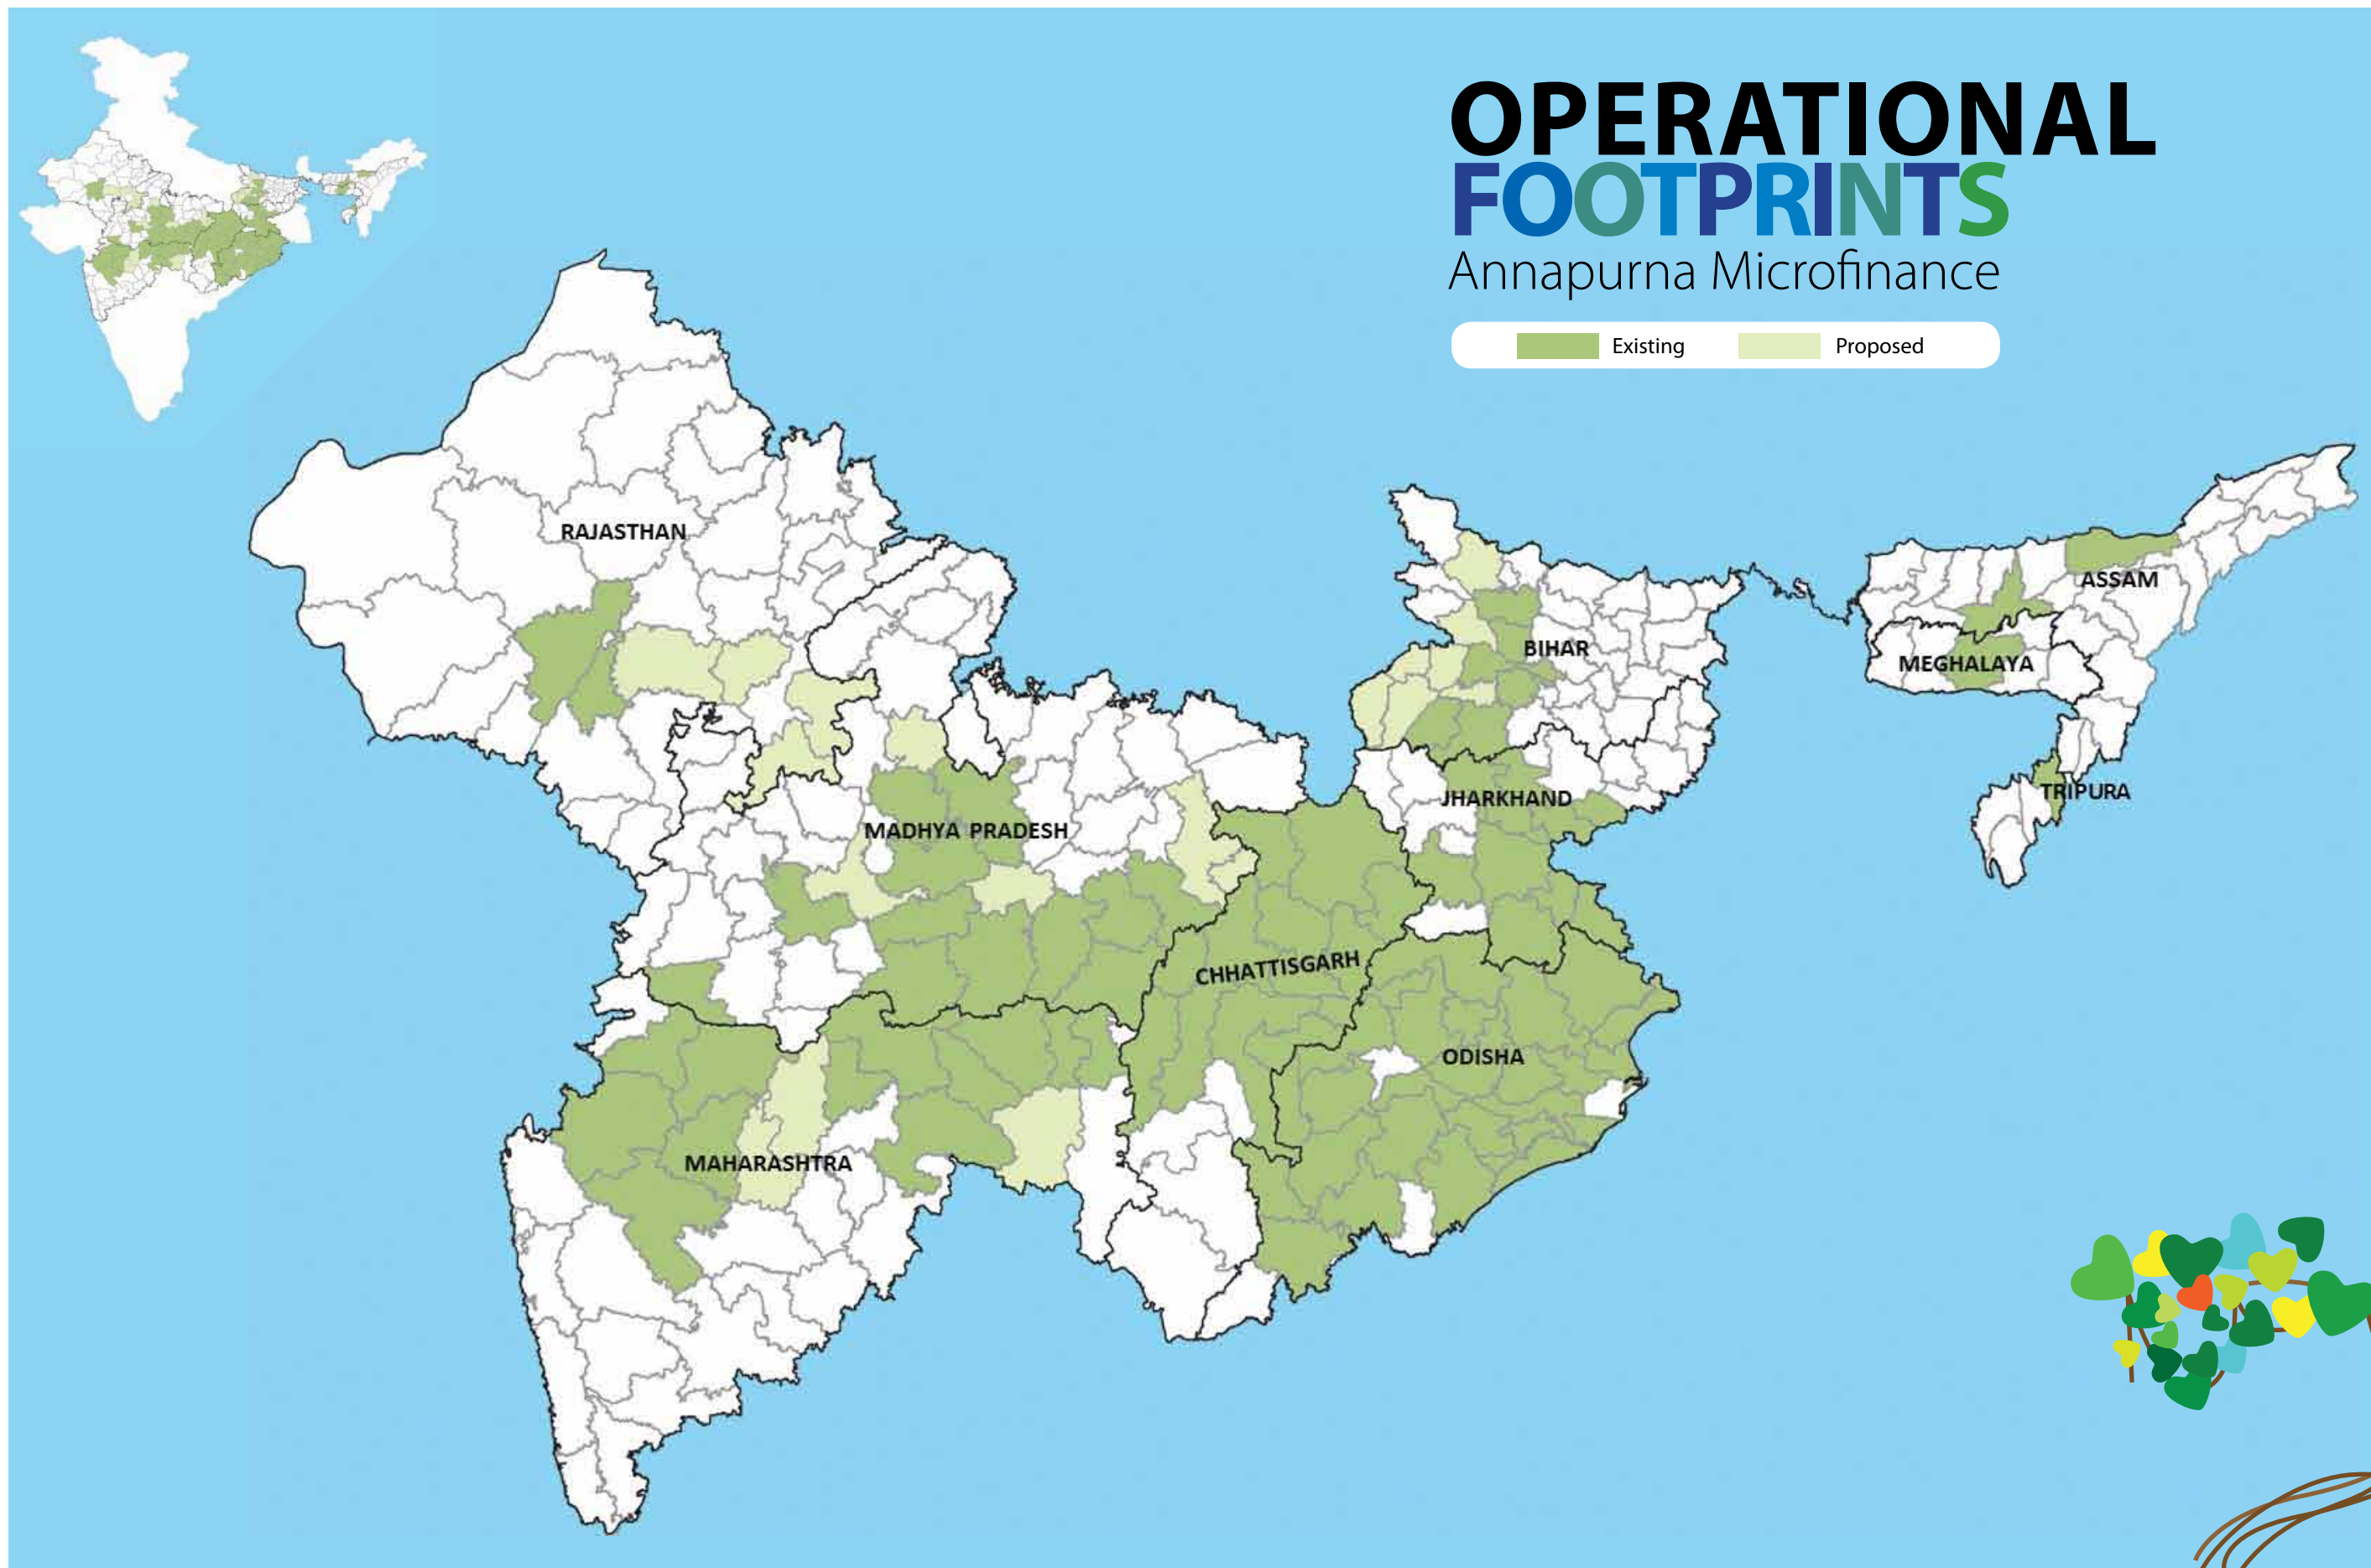 OPERATIONAL
FOOTPRINTS
Annapurna Microfinance
Existing Proposed
RAJASTHAN
ASSAM
BIHAR
MEGHALAYA
TRIPURA
JHARKHAND
MADHYA PRADESH
CHHATTISGARH
ODISHA
MAHARASHTRA